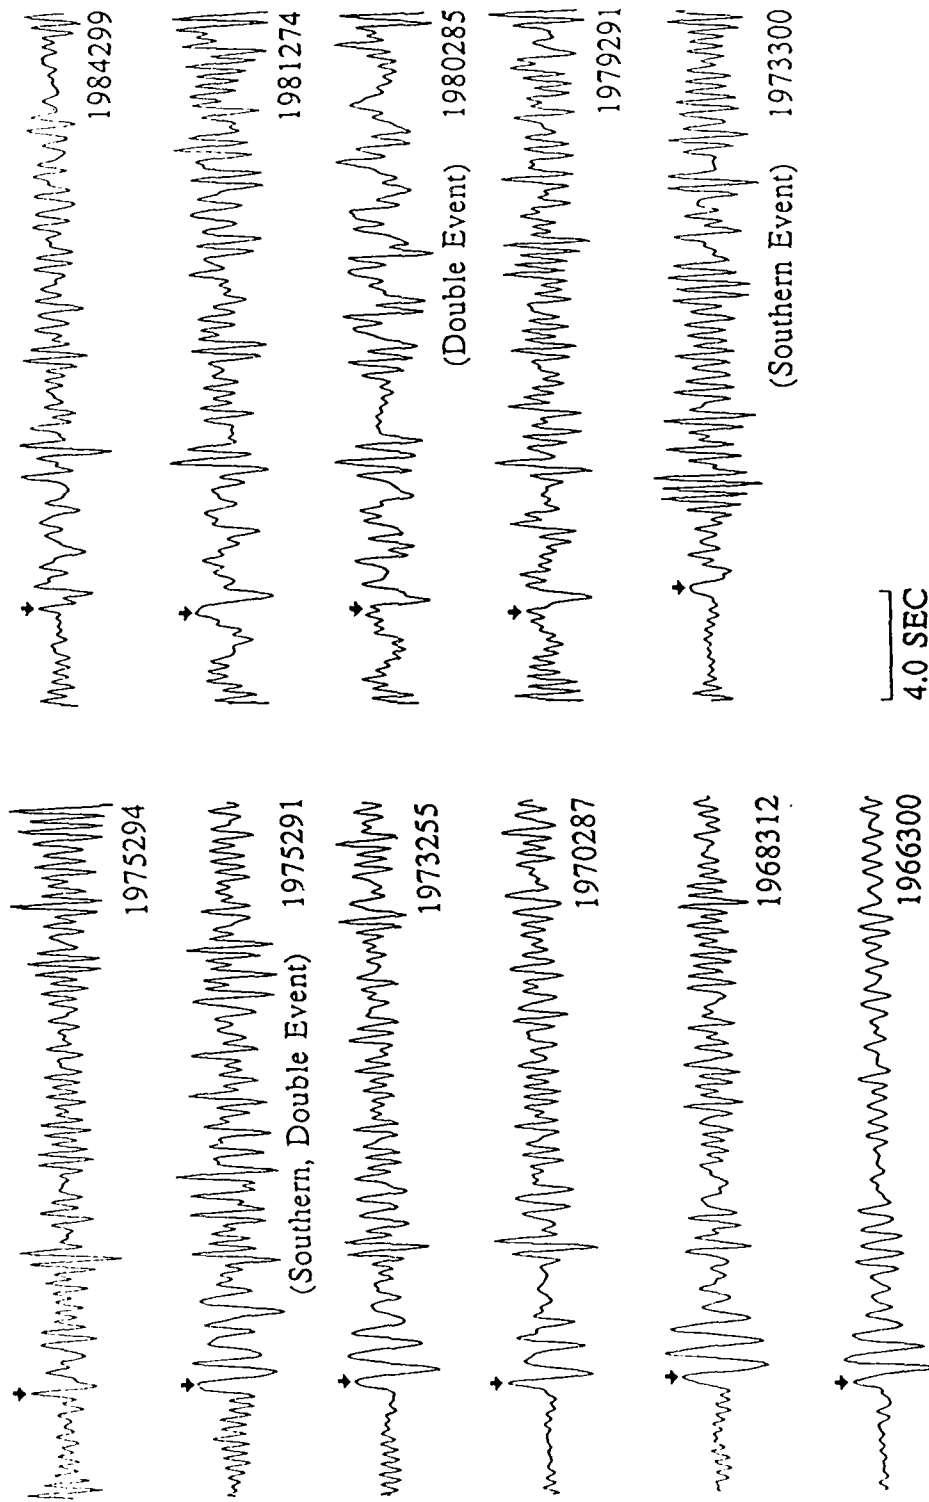 1975294
1975291
(Southern, Double Event)
1973255
1970287
1968312
1966300
1984299
1981274
1980285
(Double Event)
1979291
1973300
(Southern Event)
4.0 SEC